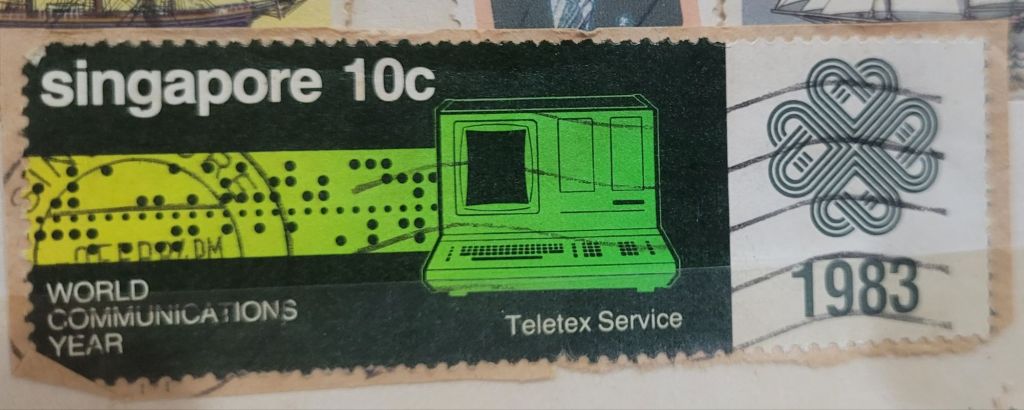 singapore 10c
WORLD
COMMUNICATIONS
YEAR
Teletex Service
1983